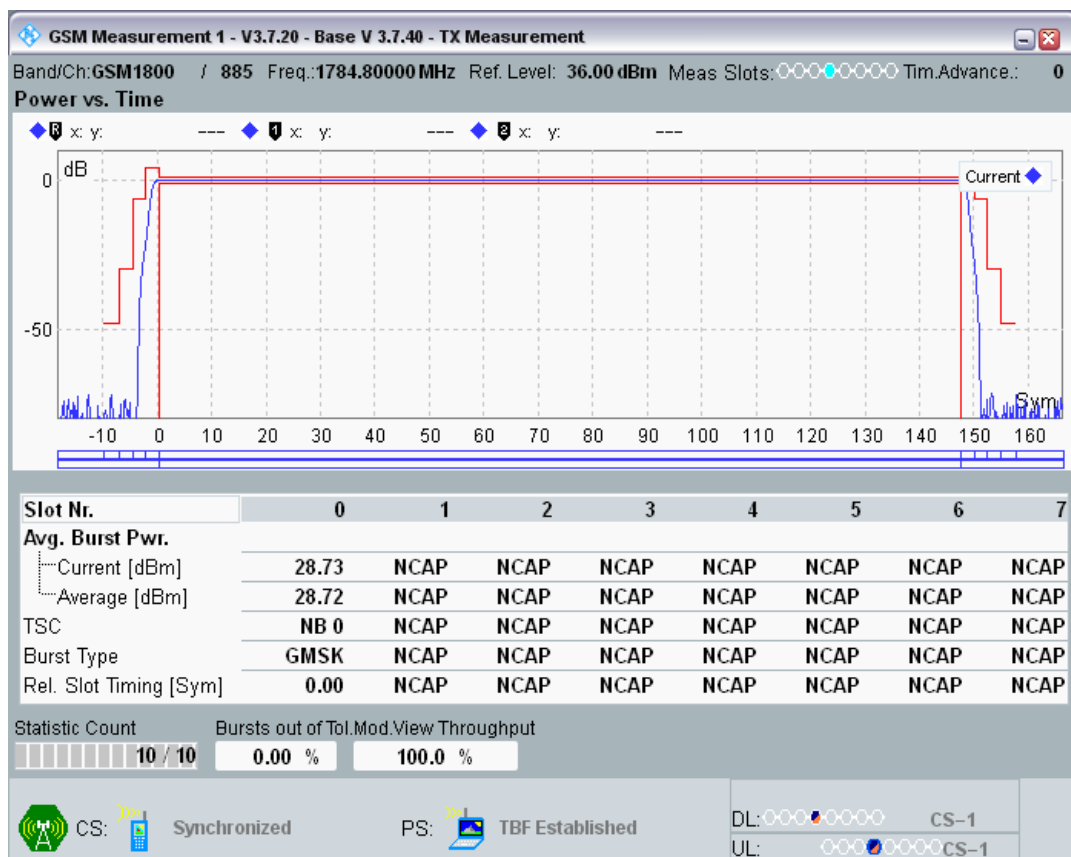 GSM Measurement 1 - V3.7.20 - Base V 3.7.40 - TX Measurement
Band/Ch:GSM1800 / 885 Freq.:1784.80000 MHz Ref. Level: 36.00 dBm Meas Slots: Tim.Advance.: 0
Power vs. Time
R x: y: --- 1 x: y: --- 2 x: y: ---
dB
Current
0
-50
Sym
-10 0 10 20 30 40 50 60 70 80 90 100 110 120 130 140 150 160
Slot Nr. 0 1 2 3 4 5 6 7
Avg. Burst Pwr.
Current [dBm] 28.73 NCAP NCAP NCAP NCAP NCAP NCAP NCAP
Average [dBm] 28.72 NCAP NCAP NCAP NCAP NCAP NCAP NCAP
TSC NB 0 NCAP NCAP NCAP NCAP NCAP NCAP NCAP
Burst Type GMSK NCAP NCAP NCAP NCAP NCAP NCAP NCAP
Rel. Slot Timing [Sym] 0.00 NCAP NCAP NCAP NCAP NCAP NCAP NCAP
Statistic Count Bursts out of Tol.Mod.View Throughput
10 / 10 0.00 % 100.0 %
CS: Synchronized PS: TBF Established
DL: CS-1
UL: CS-1